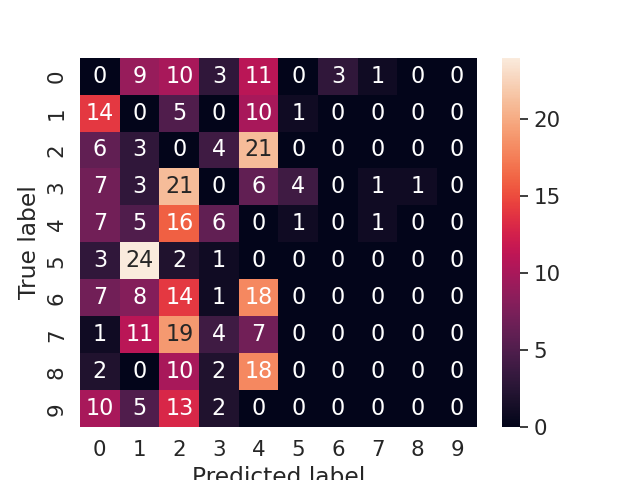 0 0 9 10 3 11 0 3 1 0 0
1 14 0 5 0 10 1 0 0 0 0
2 6 3 0 4 21 0 0 0 0 0
3 7 3 21 0 6 4 0 1 1 0
4 7 5 16 6 0 1 0 1 0 0
5 3 24 2 1 0 0 0 0 0 0
6 7 8 14 1 18 0 0 0 0 0
7 1 11 19 4 7 0 0 0 0 0
8 2 0 10 2 18 0 0 0 0 0
9 10 5 13 2 0 0 0 0 0 0
0 1 2 3 4 5 6 7 8 9
True label
Predicted label
20
15
10
5
0